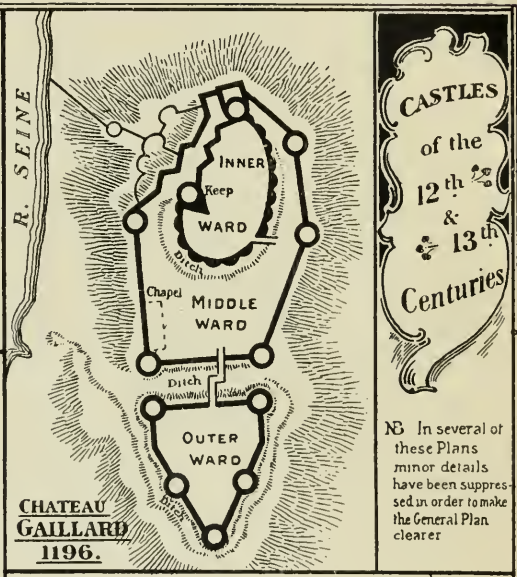 R. SEINE
INNER
Keep
WARD
Ditch
Chapel
MIDDLE
WARD
Ditch
OUTER
WARD
Ditch
CHATEAU
GAILLARD
1196.
CASTLES
of the
12th
&
13th
Centuries
NB In several of
these Plans
minor details
have been suppres-
sed in order to make
the General Plan
clearer